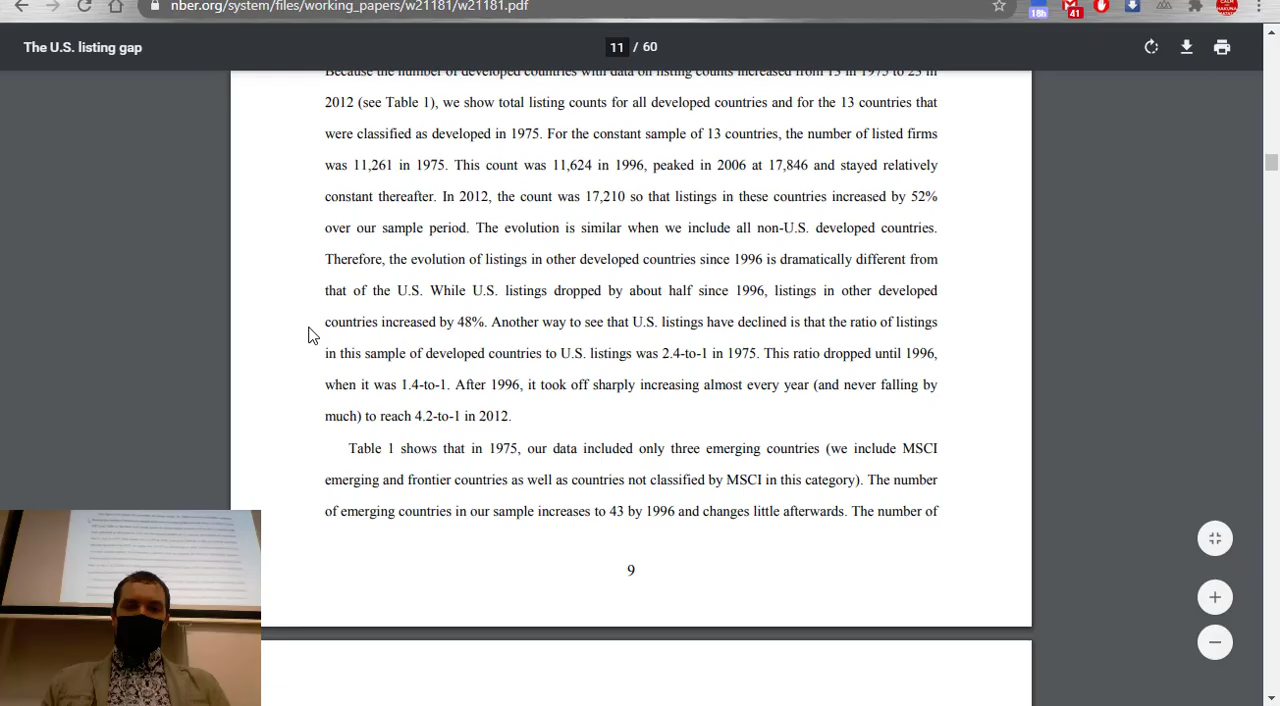 nber.org/system/files/working_papers/w21181/w21181.pdf
18h
41
The U.S. listing gap
11 / 60
Because the number of developed countries with data on listing counts increased from 13 in 1975 to 23 in
2012 (see Table 1), we show total listing counts for all developed countries and for the 13 countries that
were classified as developed in 1975. For the constant sample of 13 countries, the number of listed firms
was 11,261 in 1975. This count was 11,624 in 1996, peaked in 2006 at 17,846 and stayed relatively
constant thereafter. In 2012, the count was 17,210 so that listings in these countries increased by 52%
over our sample period. The evolution is similar when we include all non-U.S. developed countries.
Therefore, the evolution of listings in other developed countries since 1996 is dramatically different from
that of the U.S. While U.S. listings dropped by about half since 1996, listings in other developed
countries increased by 48%. Another way to see that U.S. listings have declined is that the ratio of listings
in this sample of developed countries to U.S. listings was 2.4-to-1 in 1975. This ratio dropped until 1996,
when it was 1.4-to-1. After 1996, it took off sharply increasing almost every year (and never falling by
much) to reach 4.2-to-1 in 2012.
Table 1 shows that in 1975, our data included only three emerging countries (we include MSCI
emerging and frontier countries as well as countries not classified by MSCI in this category). The number
of emerging countries in our sample increases to 43 by 1996 and changes little afterwards. The number of
9